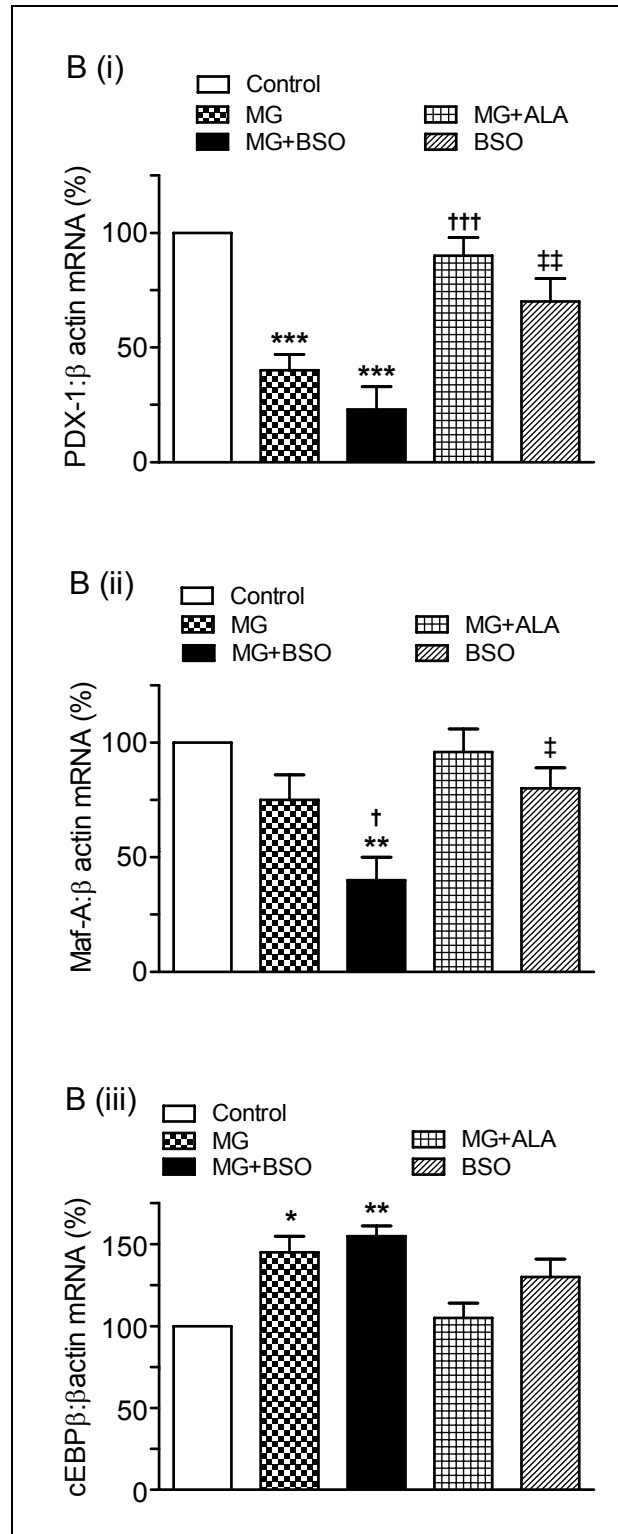 B (i)
Control
MG
MG+ALA
MG+BSO
BSO
PDX-1:β actin mRNA (%)
100
50
0
***
***
†††
‡‡
B (ii)
Control
MG
MG+ALA
MG+BSO
BSO
Maf-A:β actin mRNA (%)
100
50
0
†
**
‡
B (iii)
Control
MG
MG+ALA
MG+BSO
BSO
cEBPβ:βactin mRNA (%)
150
100
50
0
*
**